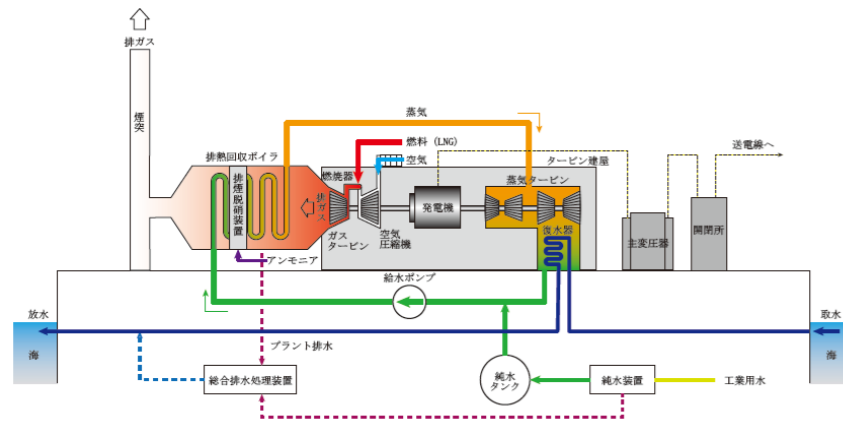 排ガス
煙突
蒸気
燃料 (LNG)
空気
送電線へ
排熱回収ボイラ
燃焼器
タービン建屋
蒸気タービン
排煙脱硝装置
排ガス
発電機
ガス
タービン
空気
圧縮機
復水器
主変圧器
開閉所
アンモニア
給水ポンプ
放水
取水
海
海
プラント排水
総合排水処理装置
純水
タンク
純水装置
工業用水